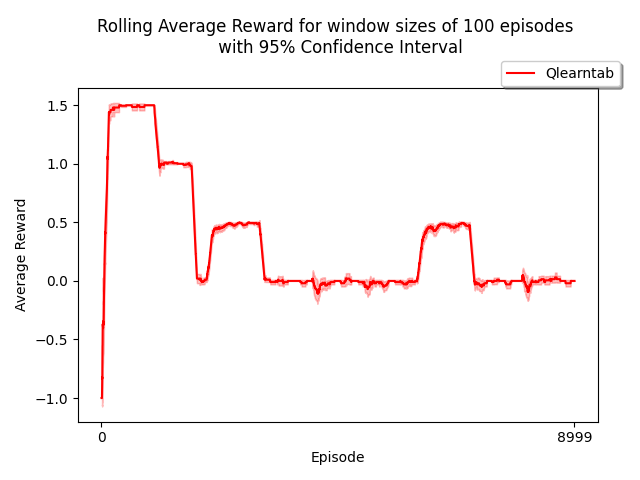 Rolling Average Reward for window sizes of 100 episodes
with 95% Confidence Interval
Qlearntab
1.5
1.0
0.5
0.0
−0.5
−1.0
Average Reward
0
8999
Episode